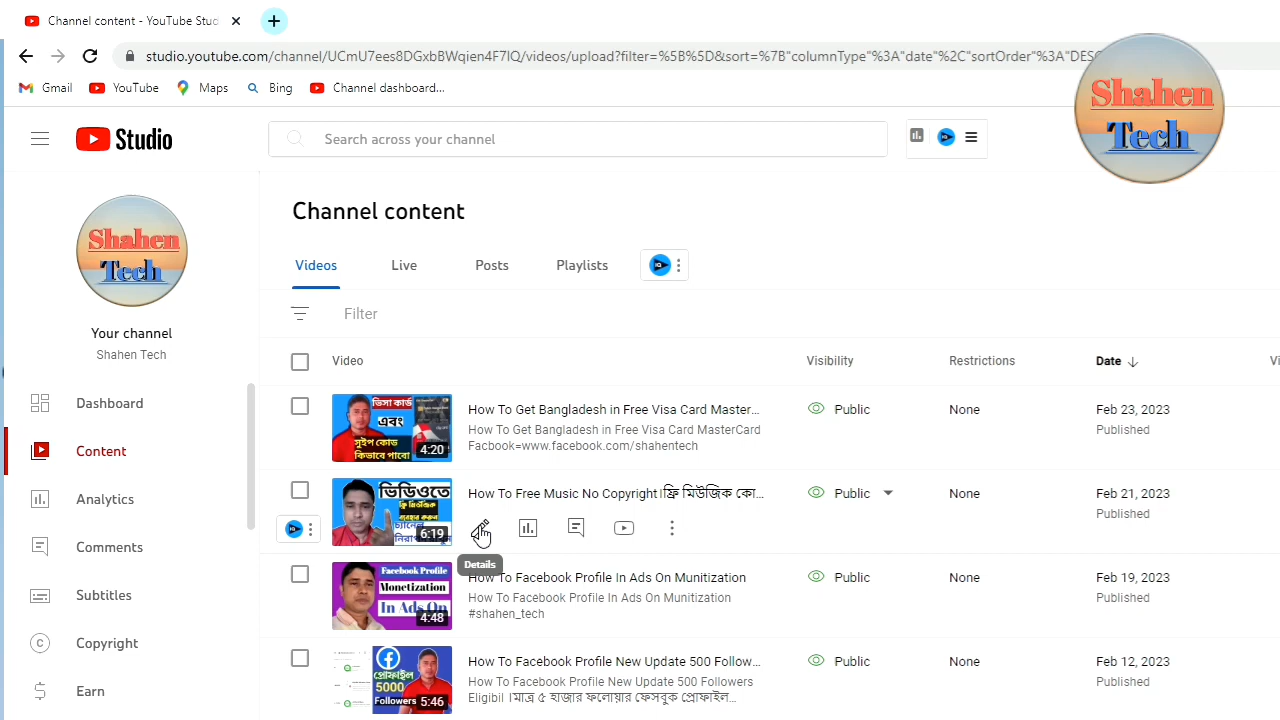 Channel content - YouTube Stud
studio.youtube.com/channel/UCmU7ees8DGxbBWqien4F7IQ/videos/upload?filter=%5B%5D&sort=%7B"columnType"%3A"date"%2C"sortOrder"%3A"DESC
Gmail YouTube Maps Bing Channel dashboard...
Shahen
Tech
Studio
Search across your channel
Shahen
Tech
Your channel
Shahen Tech
Dashboard
Content
Analytics
Comments
Subtitles
Copyright
Earn
Channel content
Videos Live Posts Playlists
Filter
Video Visibility Restrictions Date
ভিসা কার্ড
এবং
সুইপ কোড
কিভাবে পাবো
4:20
How To Get Bangladesh in Free Visa Card Master... Public None Feb 23, 2023
How To Get Bangladesh in Free Visa Card MasterCard Published
Facbook=www.facebook.com/shahentech
ভিডিওতে
ফ্রি মিউজিক
ব্যবহার করুন
6:19
How To Free Music No Copyright।ফ্রি মিউজিক কো... Public None Feb 21, 2023
Published
Details
Facebook Profile
Monetization
In Ads On
4:48
How To Facebook Profile In Ads On Munitization Public None Feb 19, 2023
How To Facebook Profile In Ads On Munitization Published
#shahen_tech
প্রোফাইল
5000
Followers 5:46
How To Facebook Profile New Update 500 Follow... Public None Feb 12, 2023
How To Facebook Profile New Update 500 Followers Published
Eligibil ।মাত্র ৫ হাজার ফলোয়ার ফেসবুক প্রোফাইল...